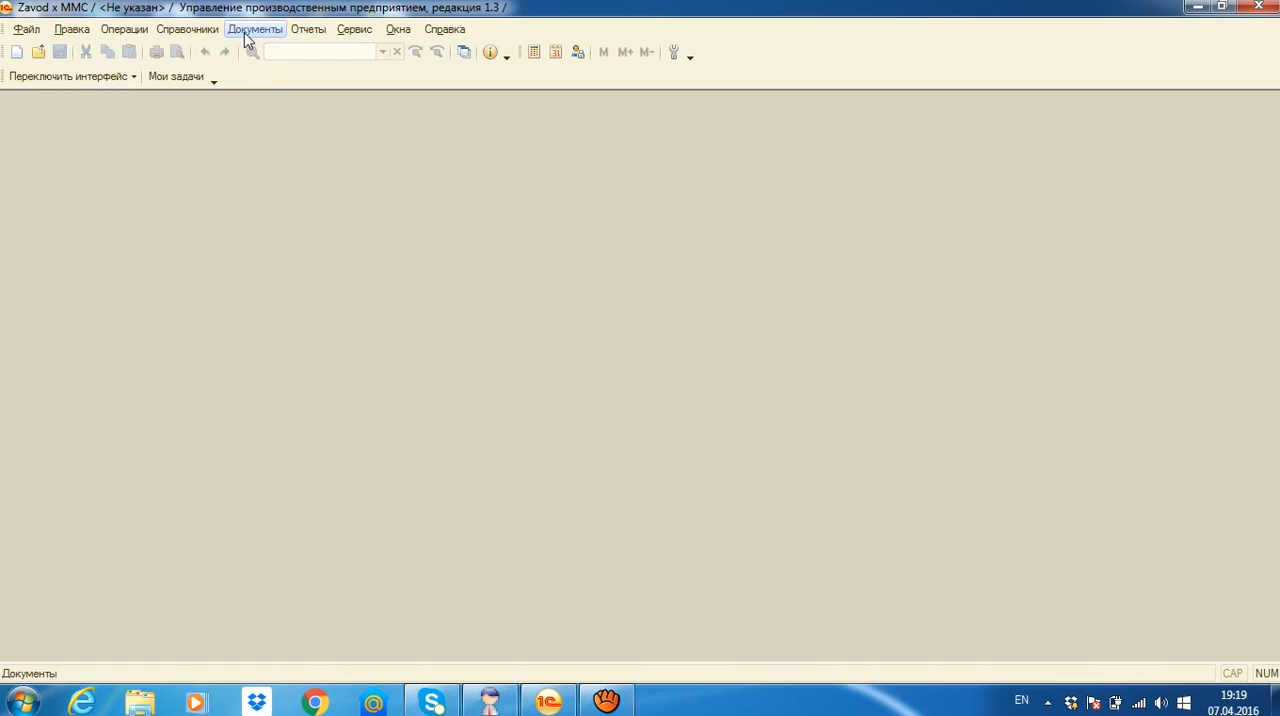 Zavod x MMC / <Не указан> / Управление производственным предприятием, редакция 1.3 /
Файл Правка Операции Справочники Документы Отчеты Сервис Окна Справка
31 M M+ M-
Переключить интерфейс Мои задачи
Документы CAP NUM
EN 19:19
07.04.2016